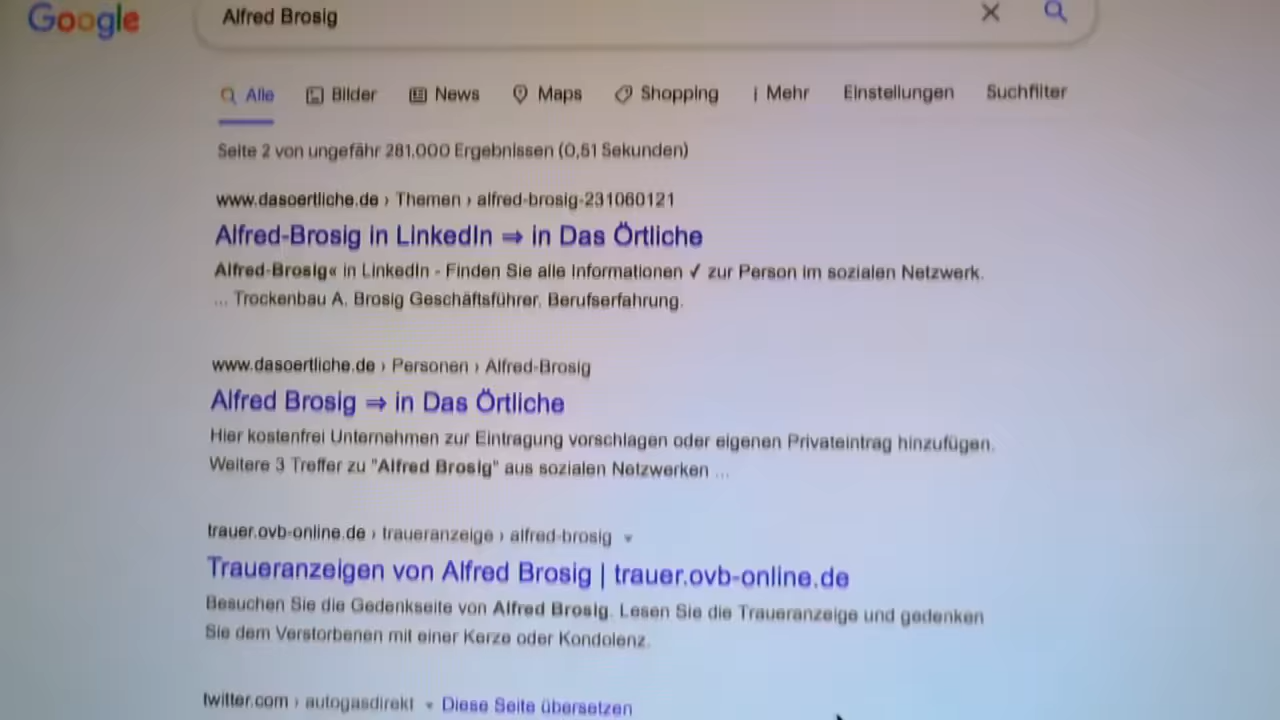 Google
Alfred Brosig
Alle Bilder News Maps Shopping Mehr Einstellungen Suchfilter
Seite 2 von ungefähr 281.000 Ergebnissen (0,51 Sekunden)
www.dasoertliche.de › Themen › alfred-brosig-231060121
Alfred-Brosig in LinkedIn ⇒ in Das Örtliche
Alfred-Brosig« in LinkedIn - Finden Sie alle Informationen ✓ zur Person im sozialen Netzwerk.
... Trockenbau A. Brosig Geschäftsführer. Berufserfahrung.
www.dasoertliche.de › Personen › Alfred-Brosig
Alfred Brosig ⇒ in Das Örtliche
Hier kostenfrei Unternehmen zur Eintragung vorschlagen oder eigenen Privateintrag hinzufügen.
Weitere 3 Treffer zu "Alfred Brosig" aus sozialen Netzwerken ...
trauer.ovb-online.de › traueranzeige › alfred-brosig
Traueranzeigen von Alfred Brosig | trauer.ovb-online.de
Besuchen Sie die Gedenkseite von Alfred Brosig. Lesen Sie die Traueranzeige und gedenken
Sie dem Verstorbenen mit einer Kerze oder Kondolenz.
twitter.com › autogasdirekt Diese Seite übersetzen